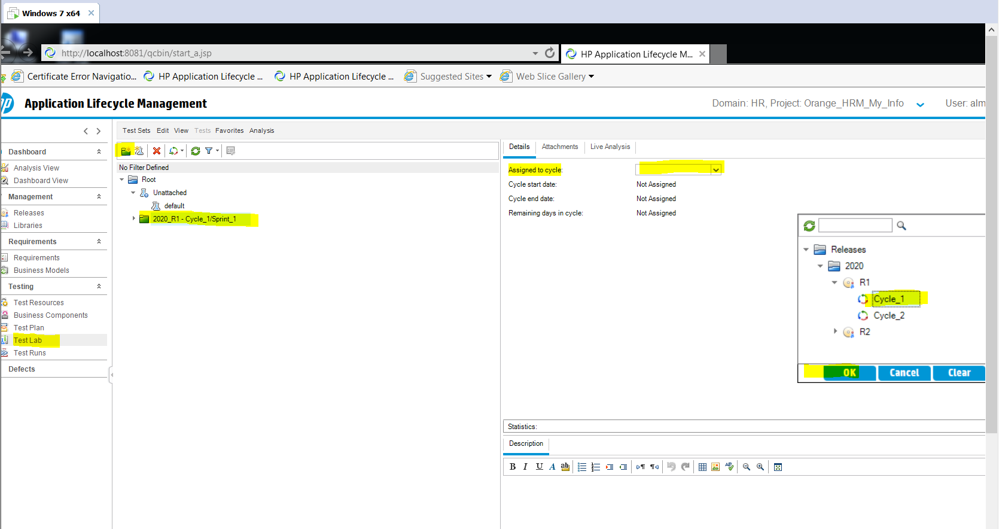 Windows 7 x64
http://localhost:8081/qcbin/start_a.jsp
HP Application Lifecycle M...
Certificate Error Navigatio...
HP Application Lifecycle ...
HP Application Lifecycle ...
Suggested Sites
Web Slice Gallery
hp
Application Lifecycle Management
Domain: HR, Project: Orange_HRM_My_Info
User: alm
Dashboard
Analysis View
Dashboard View
Management
Releases
Libraries
Requirements
Requirements
Business Models
Testing
Test Resources
Business Components
Test Plan
Test Lab
Test Runs
Defects
Test Sets Edit View Tests Favorites Analysis
No Filter Defined
Root
Unattached
default
2020_R1 - Cycle_1/Sprint_1
Details Attachments Live Analysis
Assigned to cycle:
Cycle start date: Not Assigned
Cycle end date: Not Assigned
Remaining days in cycle: Not Assigned
Releases
2020
R1
Cycle_1
Cycle_2
R2
OK Cancel Clear
Statistics:
Description
B I U A ab